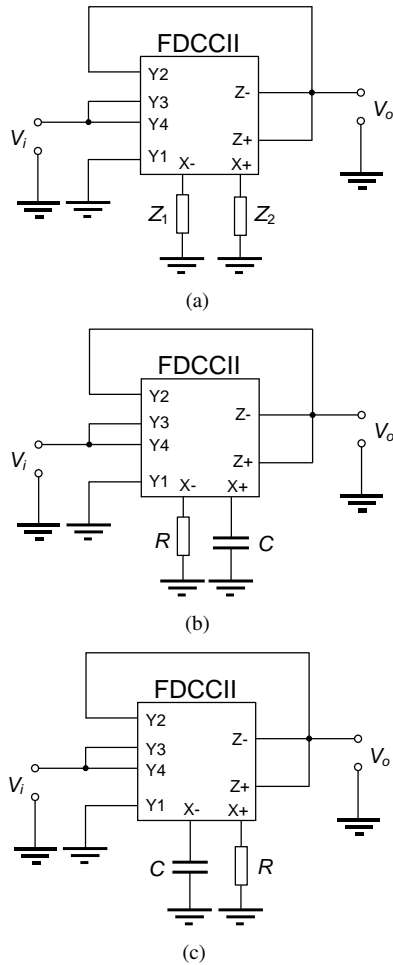 FDCCII
Y2
Y3
Y4
Y1
Z-
Z+
X-
X+
Vi
Vo
Z1
Z2
(a)
FDCCII
Y2
Y3
Y4
Y1
Z-
Z+
X-
X+
Vi
Vo
R
C
(b)
FDCCII
Y2
Y3
Y4
Y1
Z-
Z+
X-
X+
Vi
Vo
C
R
(c)